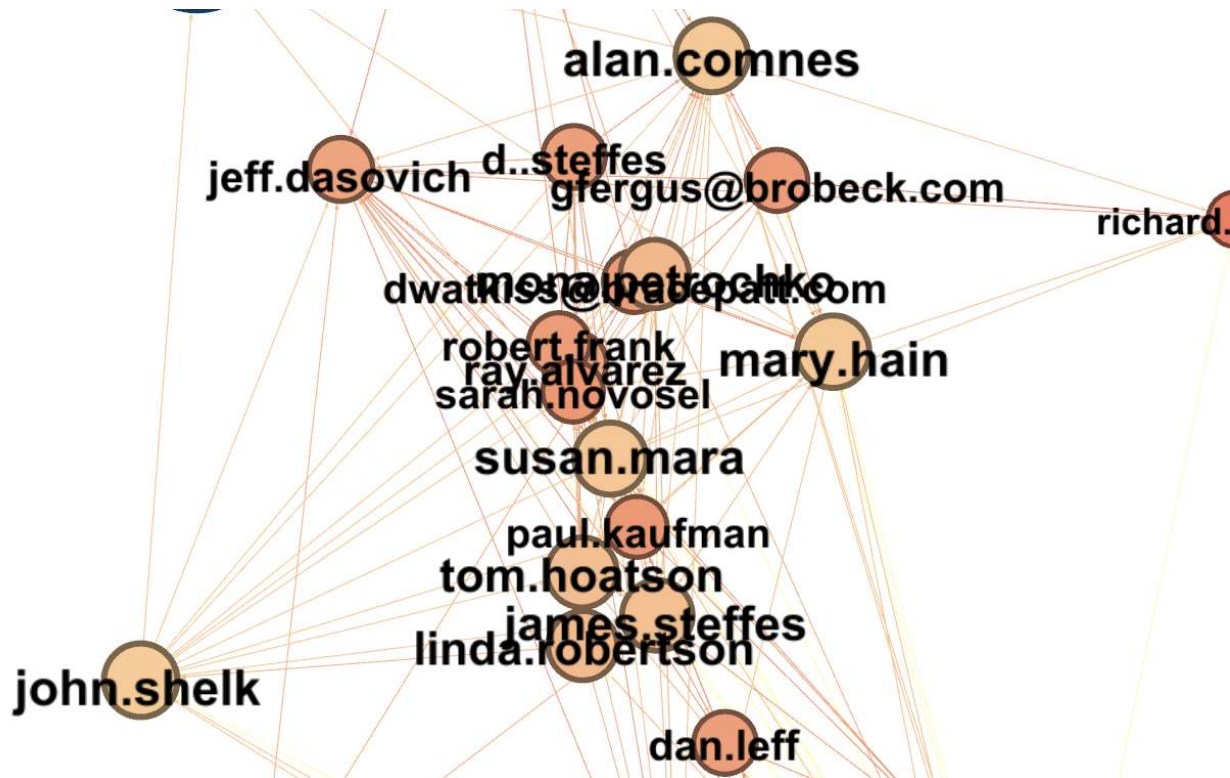 alan.comnes
d..steffes
jeff.dasovich
gfergus@brobeck.com
richard.
mona.petrochko
dwatkiss@bracepatt.com
robert.frank
mary.hain
ray.alvarez
sarah.novosel
susan.mara
paul.kaufman
tom.hoatson
james.steffes
linda.robertson
john.shelk
dan.leff